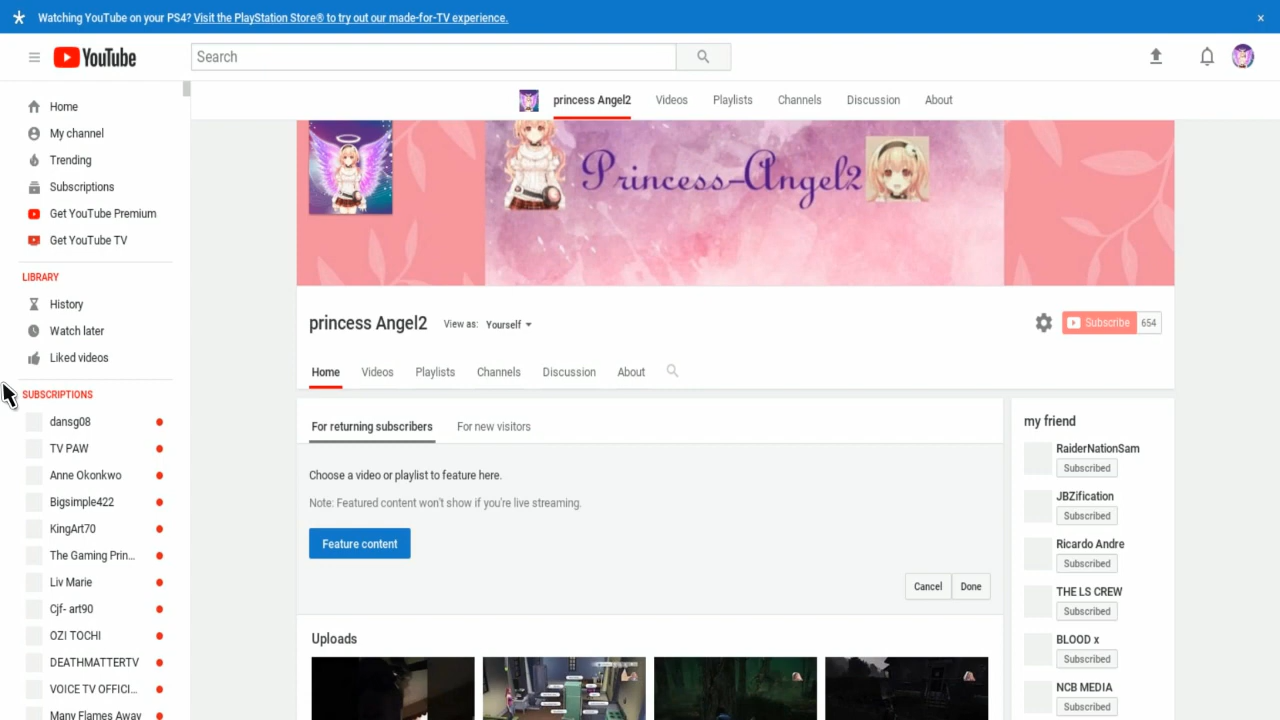 Watching YouTube on your PS4? Visit the PlayStation Store® to try out our made-for-TV experience.
×
YouTube
Search
Home
My channel
Trending
Subscriptions
Get YouTube Premium
Get YouTube TV
LIBRARY
History
Watch later
Liked videos
SUBSCRIPTIONS
dansg08
TV PAW
Anne Okonkwo
Bigsimple422
KingArt70
The Gaming Prin...
Liv Marie
Cjf- art90
OZI TOCHI
DEATHMATTERTV
VOICE TV OFFICI...
Many Flames Away
princess Angel2 Videos Playlists Channels Discussion About
Princess-Angel2
princess Angel2 View as: Yourself
Subscribe 654
Home Videos Playlists Channels Discussion About
For returning subscribers For new visitors
Choose a video or playlist to feature here.
Note: Featured content won't show if you're live streaming.
Feature content
Cancel Done
Uploads
my friend
RaiderNationSam
Subscribed
JBZification
Subscribed
Ricardo Andre
Subscribed
THE LS CREW
Subscribed
BLOOD x
Subscribed
NCB MEDIA
Subscribed